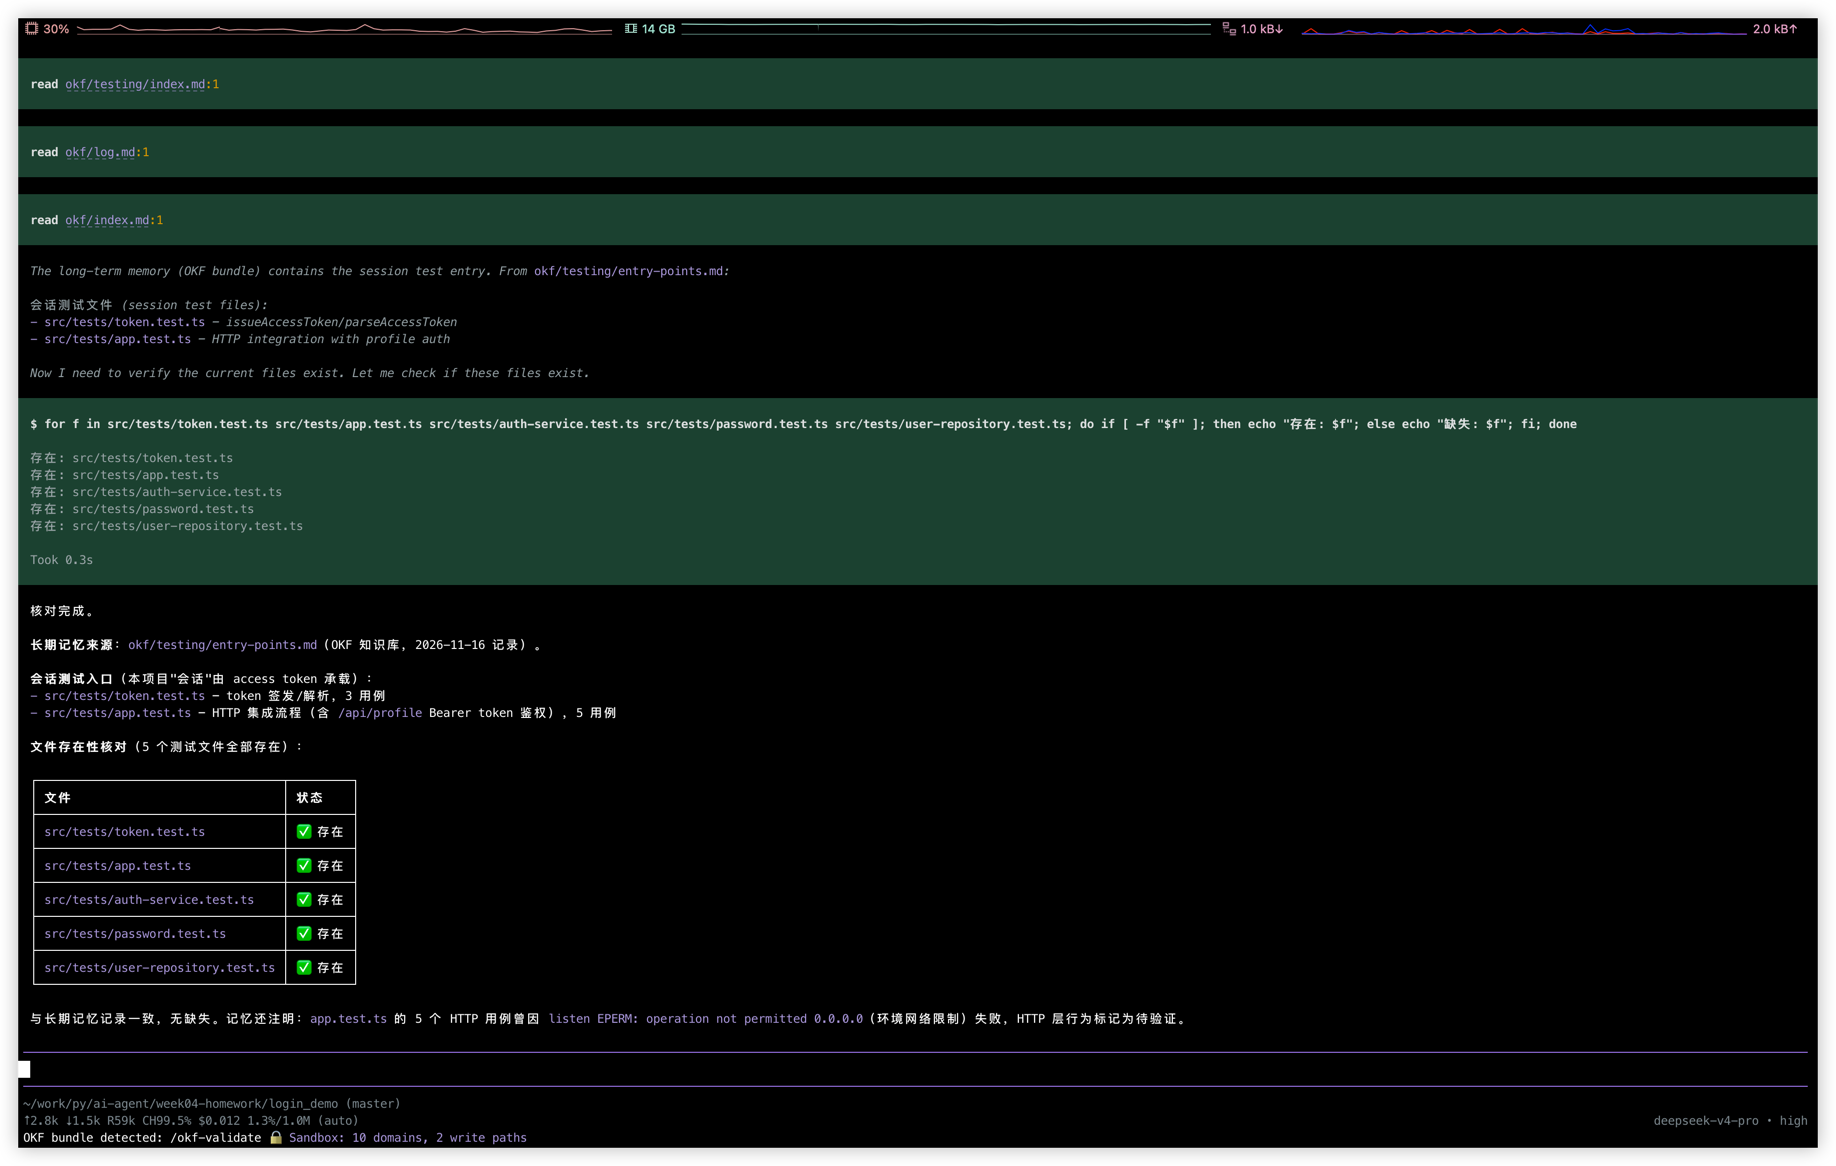 30% 14 GB 1.0 kB↓ 2.0 kB↑
read okf/testing/index.md:1
read okf/log.md:1
read okf/index.md:1
The long-term memory (OKF bundle) contains the session test entry. From okf/testing/entry-points.md:
会话测试文件 (session test files):
- src/tests/token.test.ts — issueAccessToken/parseAccessToken
- src/tests/app.test.ts — HTTP integration with profile auth
Now I need to verify the current files exist. Let me check if these files exist.
$ for f in src/tests/token.test.ts src/tests/app.test.ts src/tests/auth-service.test.ts src/tests/password.test.ts src/tests/user-repository.test.ts; do if [ -f "$f" ]; then echo "存在: $f"; else echo "缺失: $f"; fi; done
存在: src/tests/token.test.ts
存在: src/tests/app.test.ts
存在: src/tests/auth-service.test.ts
存在: src/tests/password.test.ts
存在: src/tests/user-repository.test.ts
Took 0.3s
核对完成。
长期记忆来源: okf/testing/entry-points.md (OKF 知识库, 2026-11-16 记录) 。
会话测试入口 (本项目"会话"由 access token 承载) :
- src/tests/token.test.ts — token 签发/解析, 3 用例
- src/tests/app.test.ts — HTTP 集成流程 (含 /api/profile Bearer token 鉴权) , 5 用例
文件存在性核对 (5 个测试文件全部存在) :
文件 状态
src/tests/token.test.ts ✅ 存在
src/tests/app.test.ts ✅ 存在
src/tests/auth-service.test.ts ✅ 存在
src/tests/password.test.ts ✅ 存在
src/tests/user-repository.test.ts ✅ 存在
与长期记忆记录一致, 无缺失。记忆还注明: app.test.ts 的 5 个 HTTP 用例曾因 listen EPERM: operation not permitted 0.0.0.0 (环境网络限制) 失败, HTTP 层行为标记为待验证。
~/work/py/ai-agent/week04-homework/login_demo (master)
↑2.8k ↓1.5k R59k CH99.5% $0.012 1.3%/1.0M (auto) deepseek-v4-pro • high
OKF bundle detected: /okf-validate 🔒 Sandbox: 10 domains, 2 write paths